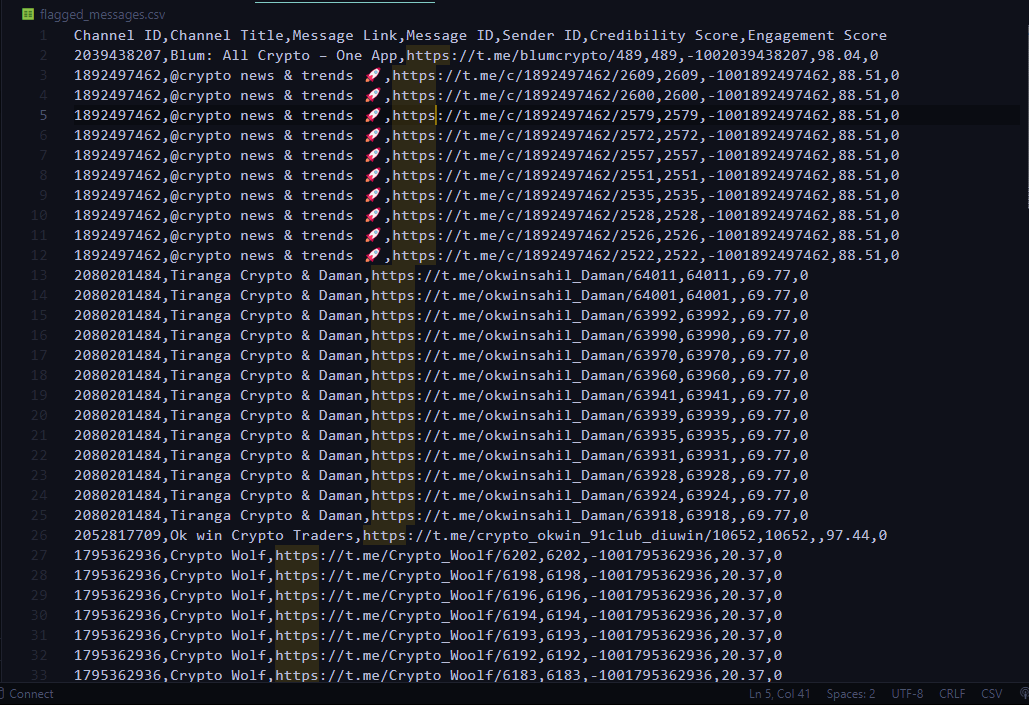 flagged_messages.csv
1 Channel ID,Channel Title,Message Link,Message ID,Sender ID,Credibility Score,Engagement Score
2 2039438207,Blum: All Crypto – One App,https://t.me/blumcrypto/489,489,-1002039438207,98.04,0
3 1892497462,@crypto news & trends 🚀,https://t.me/c/1892497462/2609,2609,-1001892497462,88.51,0
4 1892497462,@crypto news & trends 🚀,https://t.me/c/1892497462/2600,2600,-1001892497462,88.51,0
5 1892497462,@crypto news & trends 🚀,https://t.me/c/1892497462/2579,2579,-1001892497462,88.51,0
6 1892497462,@crypto news & trends 🚀,https://t.me/c/1892497462/2572,2572,-1001892497462,88.51,0
7 1892497462,@crypto news & trends 🚀,https://t.me/c/1892497462/2557,2557,-1001892497462,88.51,0
8 1892497462,@crypto news & trends 🚀,https://t.me/c/1892497462/2551,2551,-1001892497462,88.51,0
9 1892497462,@crypto news & trends 🚀,https://t.me/c/1892497462/2535,2535,-1001892497462,88.51,0
10 1892497462,@crypto news & trends 🚀,https://t.me/c/1892497462/2528,2528,-1001892497462,88.51,0
11 1892497462,@crypto news & trends 🚀,https://t.me/c/1892497462/2526,2526,-1001892497462,88.51,0
12 1892497462,@crypto news & trends 🚀,https://t.me/c/1892497462/2522,2522,-1001892497462,88.51,0
13 2080201484,Tiranga Crypto & Daman,https://t.me/okwinsahil_Daman/64011,64011,,69.77,0
14 2080201484,Tiranga Crypto & Daman,https://t.me/okwinsahil_Daman/64001,64001,,69.77,0
15 2080201484,Tiranga Crypto & Daman,https://t.me/okwinsahil_Daman/63992,63992,,69.77,0
16 2080201484,Tiranga Crypto & Daman,https://t.me/okwinsahil_Daman/63990,63990,,69.77,0
17 2080201484,Tiranga Crypto & Daman,https://t.me/okwinsahil_Daman/63970,63970,,69.77,0
18 2080201484,Tiranga Crypto & Daman,https://t.me/okwinsahil_Daman/63960,63960,,69.77,0
19 2080201484,Tiranga Crypto & Daman,https://t.me/okwinsahil_Daman/63941,63941,,69.77,0
20 2080201484,Tiranga Crypto & Daman,https://t.me/okwinsahil_Daman/63939,63939,,69.77,0
21 2080201484,Tiranga Crypto & Daman,https://t.me/okwinsahil_Daman/63935,63935,,69.77,0
22 2080201484,Tiranga Crypto & Daman,https://t.me/okwinsahil_Daman/63931,63931,,69.77,0
23 2080201484,Tiranga Crypto & Daman,https://t.me/okwinsahil_Daman/63928,63928,,69.77,0
24 2080201484,Tiranga Crypto & Daman,https://t.me/okwinsahil_Daman/63924,63924,,69.77,0
25 2080201484,Tiranga Crypto & Daman,https://t.me/okwinsahil_Daman/63918,63918,,69.77,0
26 2052817709,Ok win Crypto Traders,https://t.me/crypto_okwin_91club_diuwin/10652,10652,,97.44,0
27 1795362936,Crypto Wolf,https://t.me/Crypto_Woolf/6202,6202,-1001795362936,20.37,0
28 1795362936,Crypto Wolf,https://t.me/Crypto_Woolf/6198,6198,-1001795362936,20.37,0
29 1795362936,Crypto Wolf,https://t.me/Crypto_Woolf/6196,6196,-1001795362936,20.37,0
30 1795362936,Crypto Wolf,https://t.me/Crypto_Woolf/6194,6194,-1001795362936,20.37,0
31 1795362936,Crypto Wolf,https://t.me/Crypto_Woolf/6193,6193,-1001795362936,20.37,0
32 1795362936,Crypto Wolf,https://t.me/Crypto_Woolf/6192,6192,-1001795362936,20.37,0
33 1795362936,Crypto Wolf,https://t.me/Crypto_Woolf/6183,6183,-1001795362936,20.37,0
Connect Ln 5, Col 41 Spaces: 2 UTF-8 CRLF CSV